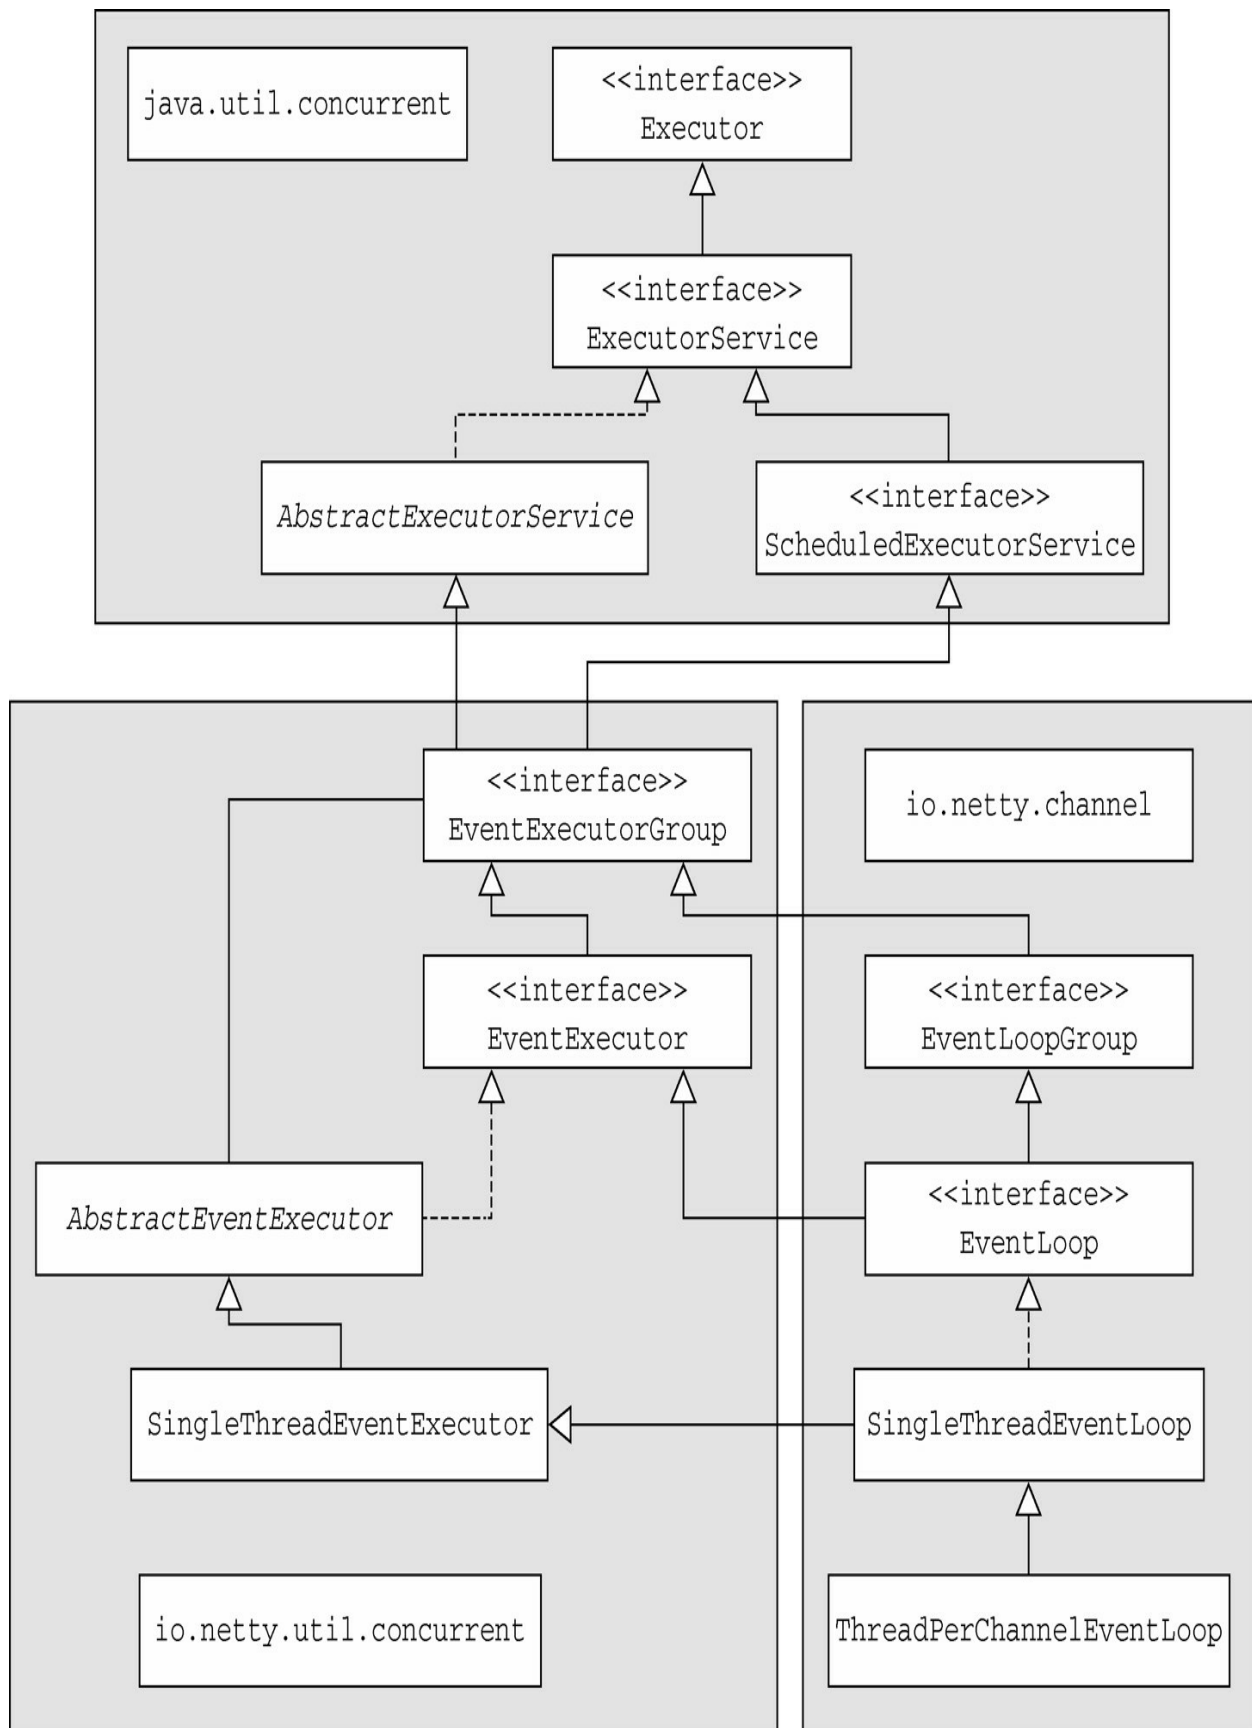 java.util.concurrent
<<interface>>
Executor
<<interface>>
ExecutorService
AbstractExecutorService
<<interface>>
ScheduledExecutorService
<<interface>>
EventExecutorGroup
io.netty.channel
<<interface>>
EventExecutor
<<interface>>
EventLoopGroup
AbstractEventExecutor
<<interface>>
EventLoop
SingleThreadEventExecutor
SingleThreadEventLoop
io.netty.util.concurrent
ThreadPerChannelEventLoop